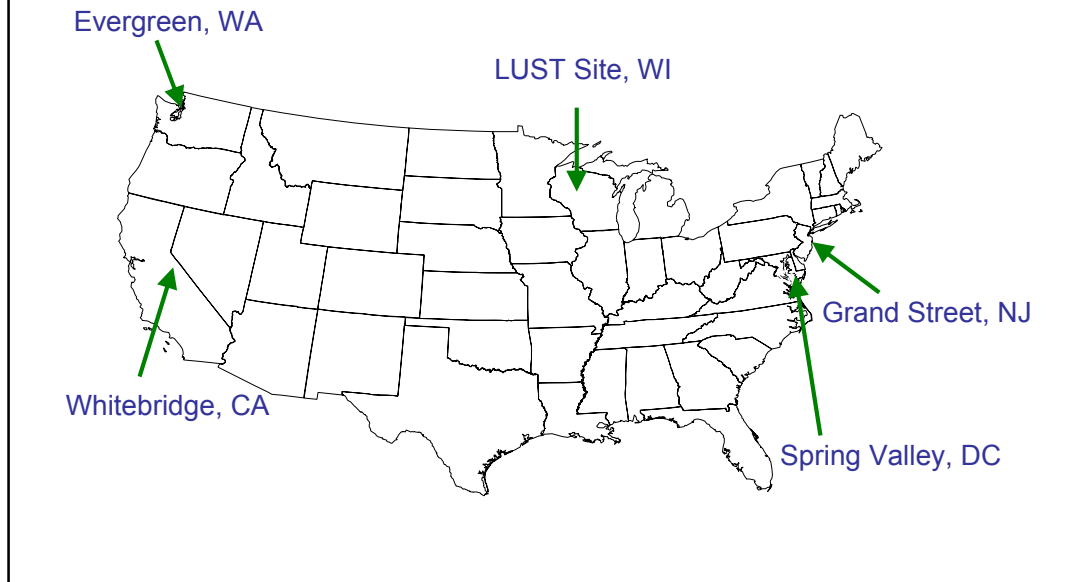 Evergreen, WA
LUST Site, WI
Grand Street, NJ
Whitebridge, CA
Spring Valley, DC